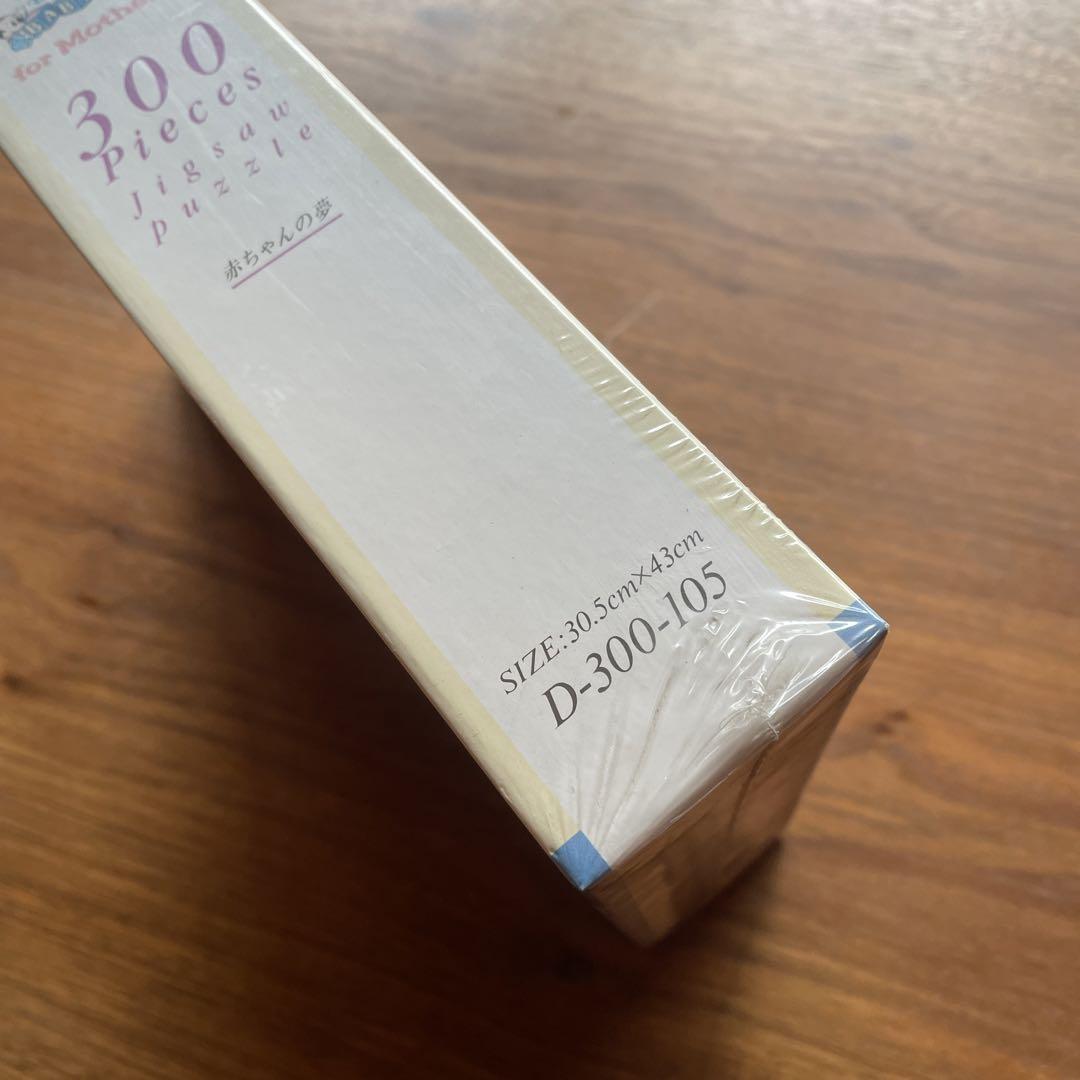 for Mothe
300
Pieces
Jigsaw
puzzle
赤ちゃんの夢
SIZE:30.5cm×43cm
D-300-105